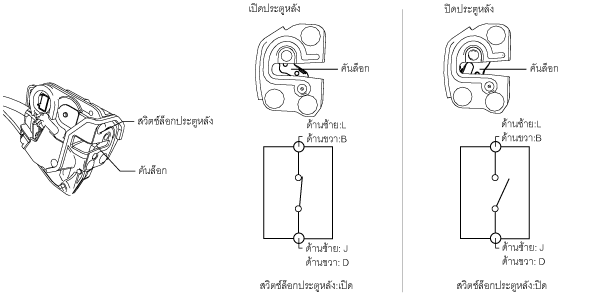 เปิดประตูหลัง
ปิดประตูหลัง
คันล็อก
คันล็อก
สวิตช์ล็อกประตูหลัง
คันล็อก
ด้านซ้าย:L
ด้านขวา:B
ด้านซ้าย:L
ด้านขวา:B
ด้านซ้าย: J
ด้านขวา: D
ด้านซ้าย: J
ด้านขวา: D
สวิตช์ล็อกประตูหลัง:เปิด
สวิตช์ล็อกประตูหลัง:ปิด